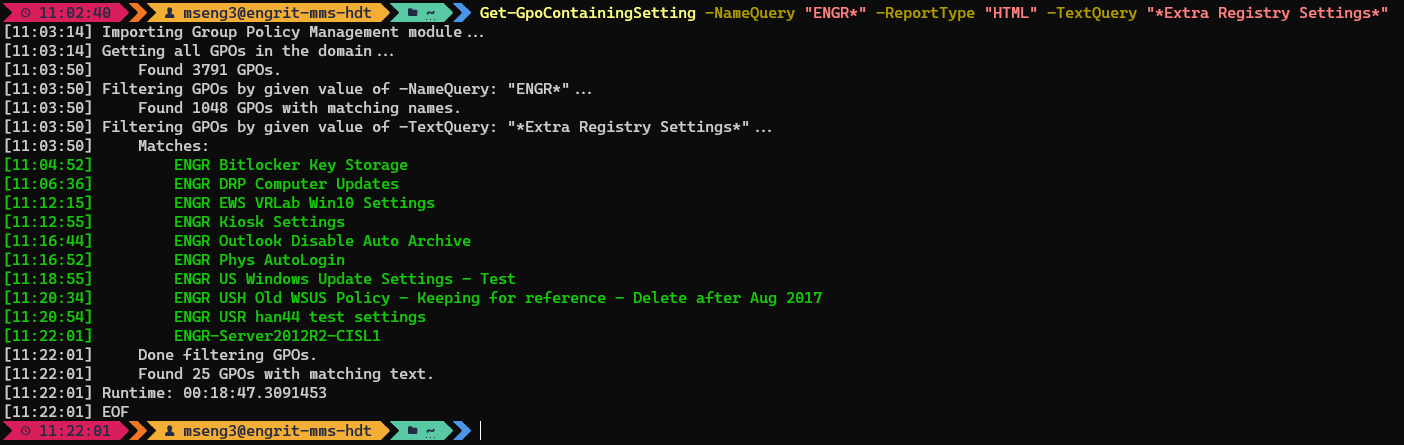 11:02:40 mseng3@engrit-mms-hdt ~ Get-GpoContainingSetting -NameQuery "ENGR*" -ReportType "HTML" -TextQuery "*Extra Registry Settings*"
[11:03:14] Importing Group Policy Management module...
[11:03:14] Getting all GPOs in the domain...
[11:03:50]     Found 3791 GPOs.
[11:03:50] Filtering GPOs by given value of -NameQuery: "ENGR*"...
[11:03:50]     Found 1048 GPOs with matching names.
[11:03:50] Filtering GPOs by given value of -TextQuery: "*Extra Registry Settings*"...
[11:03:50]     Matches:
[11:04:52]         ENGR Bitlocker Key Storage
[11:06:36]         ENGR DRP Computer Updates
[11:12:15]         ENGR EWS VRLab Win10 Settings
[11:12:55]         ENGR Kiosk Settings
[11:16:44]         ENGR Outlook Disable Auto Archive
[11:16:52]         ENGR Phys AutoLogin
[11:18:55]         ENGR US Windows Update Settings - Test
[11:20:34]         ENGR USH Old WSUS Policy - Keeping for reference - Delete after Aug 2017
[11:20:54]         ENGR USR han44 test settings
[11:22:01]         ENGR-Server2012R2-CISL1
[11:22:01]     Done filtering GPOs.
[11:22:01]     Found 25 GPOs with matching text.
[11:22:01] Runtime: 00:18:47.3091453
[11:22:01] EOF
11:22:01 mseng3@engrit-mms-hdt ~